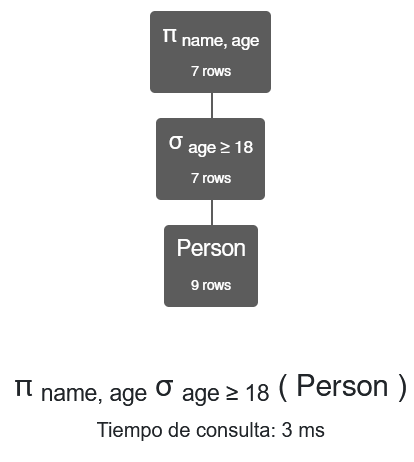 π name, age
7 rows
σ age ≥ 18
7 rows
Person
9 rows
π name, age σ age ≥ 18 ( Person )
Tiempo de consulta: 3 ms